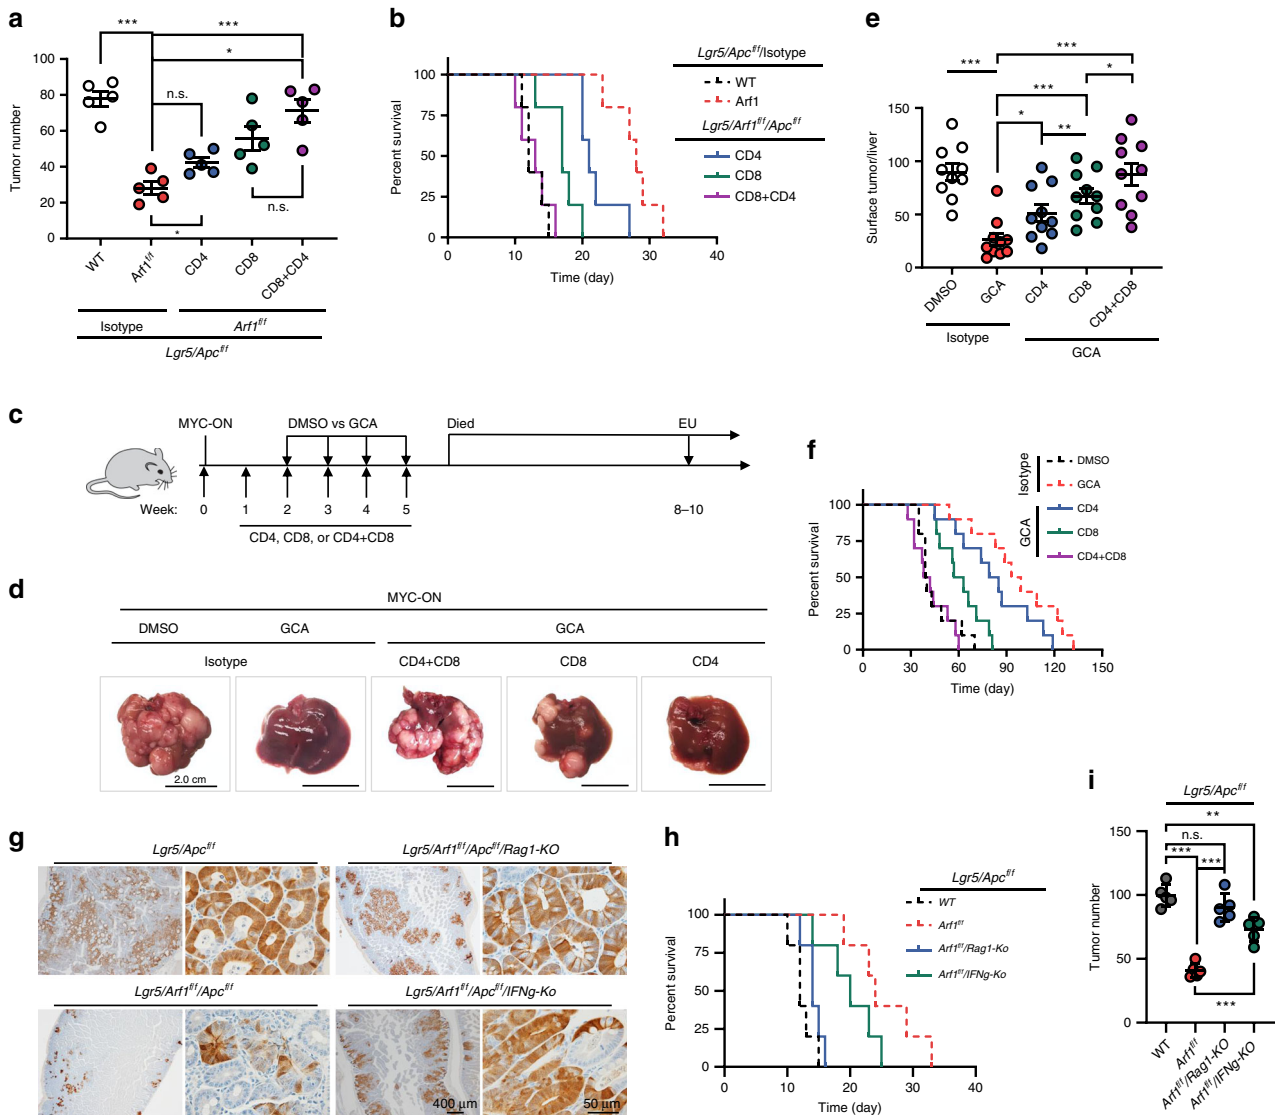 a
***
***
*
n.s.
n.s.
*
Tumor number
100
80
60
40
20
0
WT
Arf1f/f
CD4
CD8
CD8+CD4
Isotype
Arf1f/f
Lgr5/Apcf/f
b
Percent survival
100
75
50
25
0
0 10 20 30 40
Time (day)
Lgr5/Apcf/f/Isotype
WT
Arf1
Lgr5/Arf1f/f/Apcf/f
CD4
CD8
CD8+CD4
e
***
***
*
***
*
**
Surface tumor/liver
150
100
50
0
DMSO
GCA
CD4
CD8
CD4+CD8
Isotype
GCA
c
MYC-ON
DMSO vs GCA
Died
EU
Week: 0 1 2 3 4 5 8–10
CD4, CD8, or CD4+CD8
d
MYC-ON
DMSO GCA GCA
Isotype CD4+CD8 CD8 CD4
2.0 cm
f
Isotype
DMSO
GCA
GCA
CD4
CD8
CD4+CD8
Percent survival
100
75
50
25
0
0 30 60 90 120 150
Time (day)
g
Lgr5/Apcf/f
Lgr5/Arf1f/f/Apcf/f/Rag1-KO
Lgr5/Arf1f/f/Apcf/f
Lgr5/Arf1f/f/Apcf/f/IFNg-Ko
400 µm
50 µm
h
Lgr5/Apcf/f
WT
Arf1f/f
Arf1f/f/Rag1-Ko
Arf1f/f/IFNg-Ko
Percent survival
100
75
50
25
0
0 10 20 30 40
Time (day)
i
Lgr5/Apcf/f
**
n.s.
***
***
***
Tumor number
150
100
50
0
WT
Arf1f/f
Arf1f/f/Rag1-KO
Arf1f/f/IFNg-KO